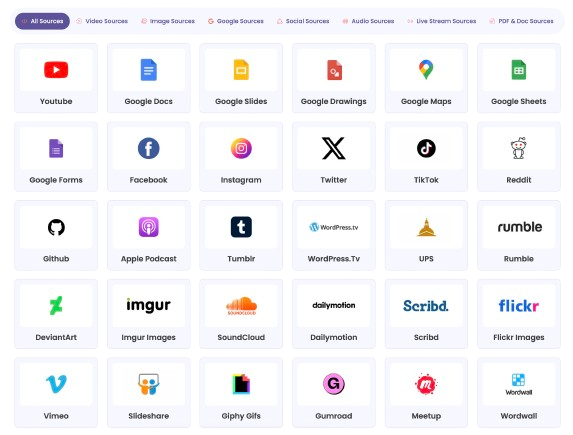 All Sources Video Sources Image Sources Google Sources Social Sources Audio Sources Live Stream Sources PDF & Doc Sources
Youtube Google Docs Google Slides Google Drawings Google Maps Google Sheets
Google Forms Facebook Instagram Twitter TikTok Reddit
WordPress.tv rumble
Github Apple Podcast Tumblr WordPress.Tv UPS Rumble
imgur SOUNDCLOUD dailymotion Scribd. flickr
DeviantArt Imgur Images SoundCloud Dailymotion Scribd Flickr Images
G m Wordwall
Vimeo Slideshare Giphy Gifs Gumroad Meetup Wordwall